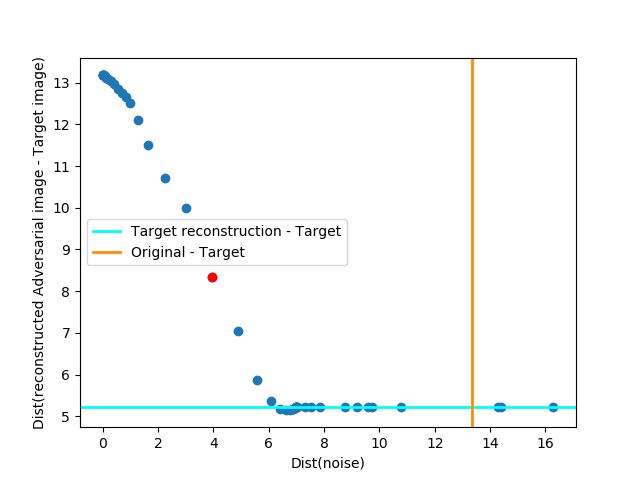 13
12
11
10
9
8
7
6
5
Dist(reconstructed Adversarial image - Target image)
Target reconstruction - Target
Original - Target
0 2 4 6 8 10 12 14 16
Dist(noise)